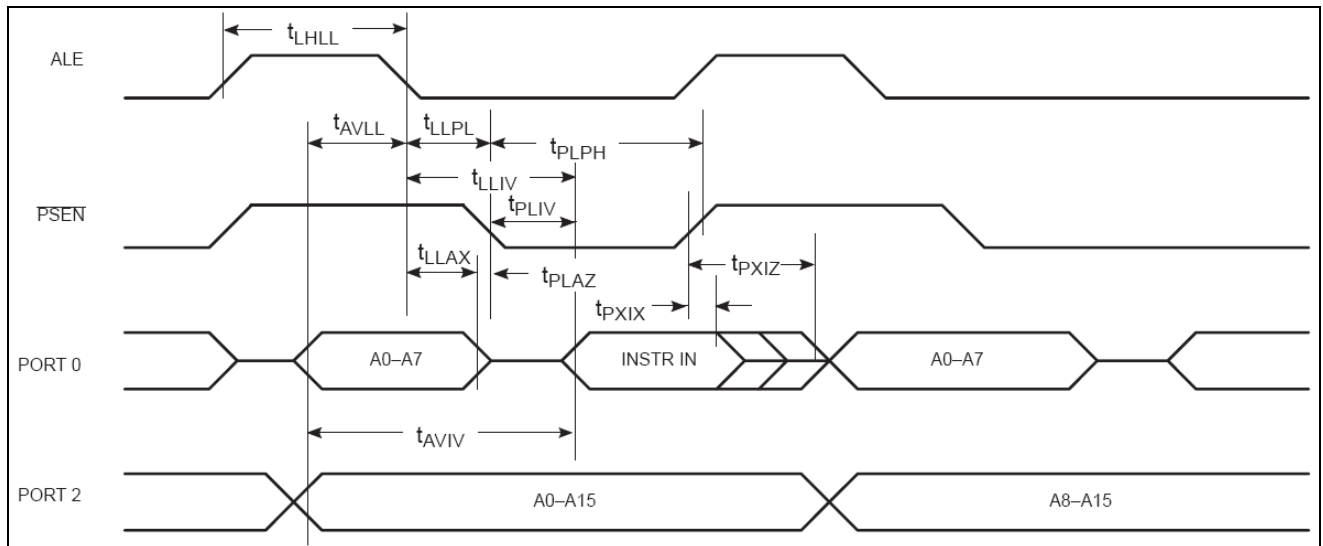 tLHLL
ALE
tAVLL
tLLPL
tPLPH
tLLIV
PSEN
tPLIV
tLLAX
tPLAZ
tPXIZ
tPXIX
PORT 0
A0–A7
INSTR IN
A0–A7
tAVIV
PORT 2
A0–A15
A8–A15